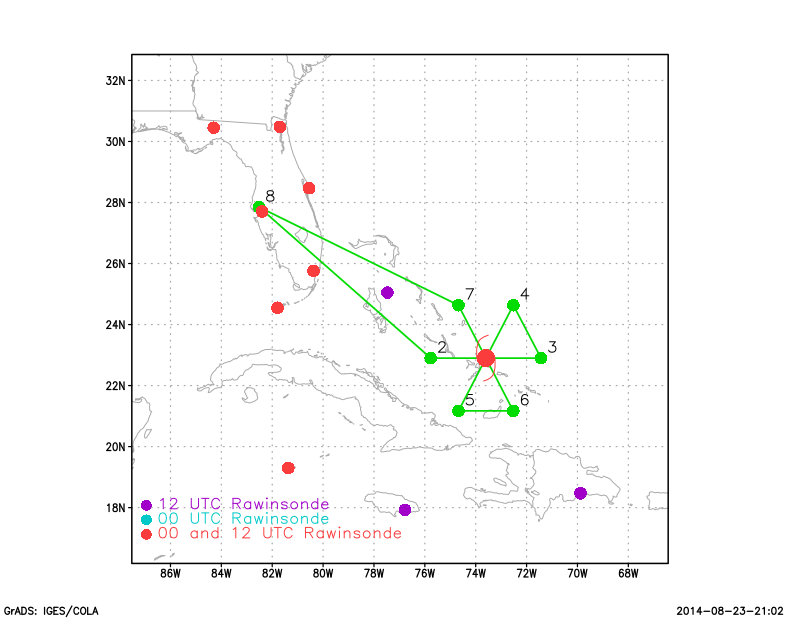 32N
30N
8
28N
26N
7 4
24N
2 3
22N
5 6
20N
18N
12 UTC Rawinsonde
00 UTC Rawinsonde
00 and 12 UTC Rawinsonde
86W 84W 82W 80W 78W 76W 74W 72W 70W 68W
GrADS: IGES/COLA 2014-08-23-21:02